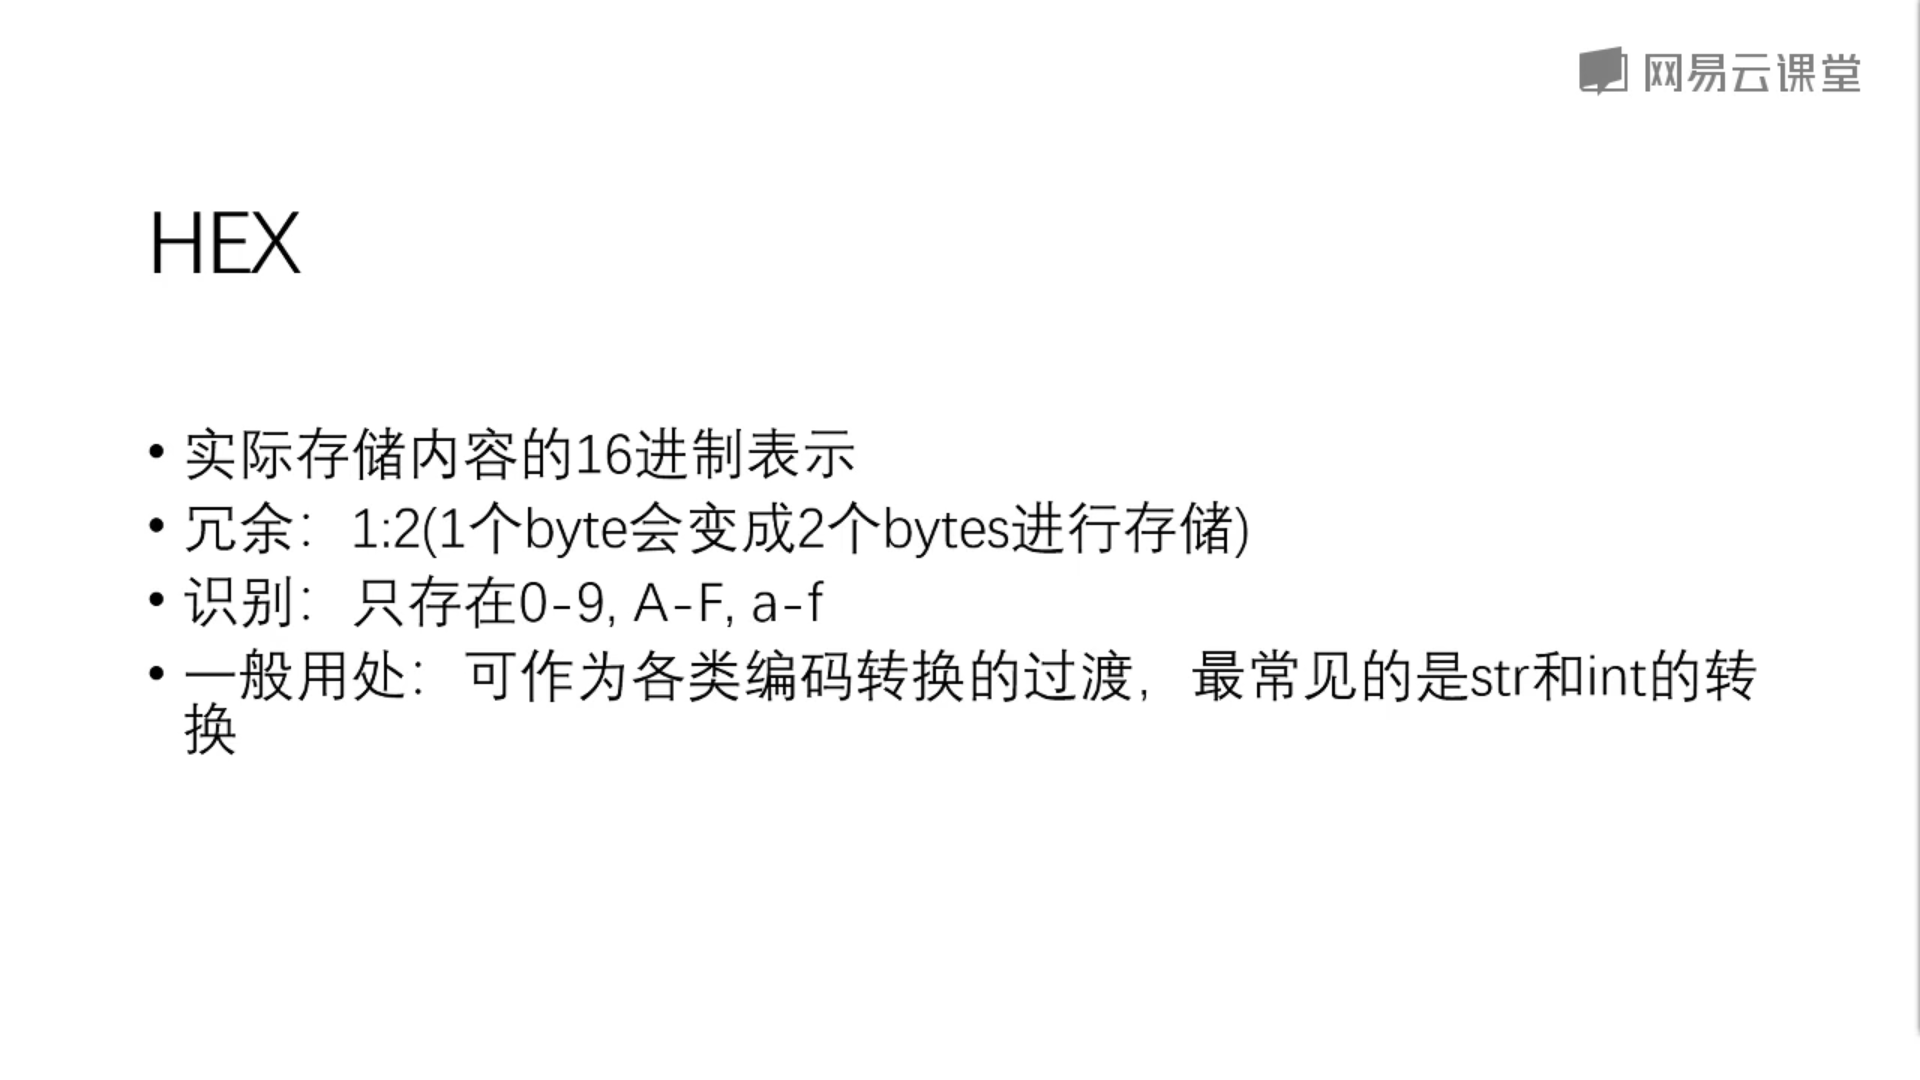 网易云课堂
HEX
• 实际存储内容的16进制表示
• 冗余：1:2(1个byte会变成2个bytes进行存储)
• 识别：只存在0-9, A-F, a-f
• 一般用处：可作为各类编码转换的过渡，最常见的是str和int的转
换